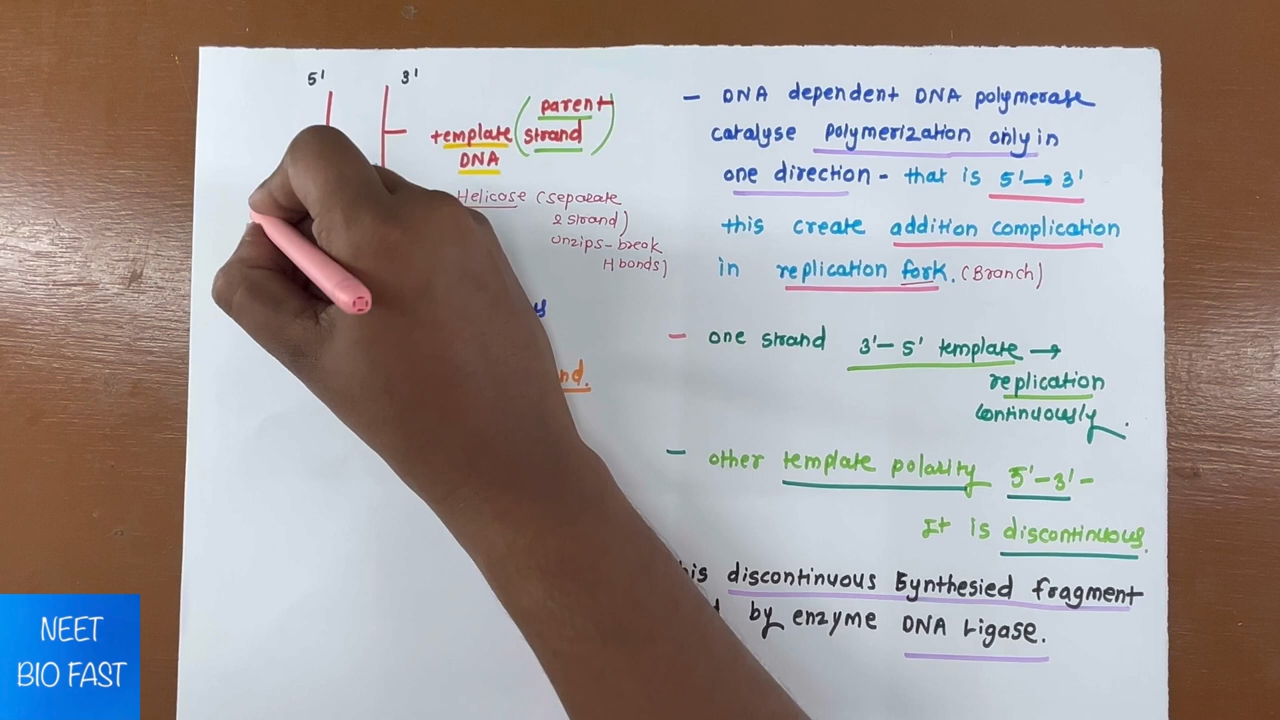 5' 3'
template (parent
strand)
DNA
Helicase (separate
2 strand)
unzips - break
H bonds)
nd.
- DNA dependent DNA polymerase
catalyse polymerization only in
one direction - that is 5'→3'
this create addition complication
in replication fork. (Branch)
- one strand 3'-5' template →
replication
continuously.
- other template polarity 5'-3'-
It is discontinuous.
his discontinuous synthesied fragment
by enzyme DNA Ligase.
NEET
BIO FAST